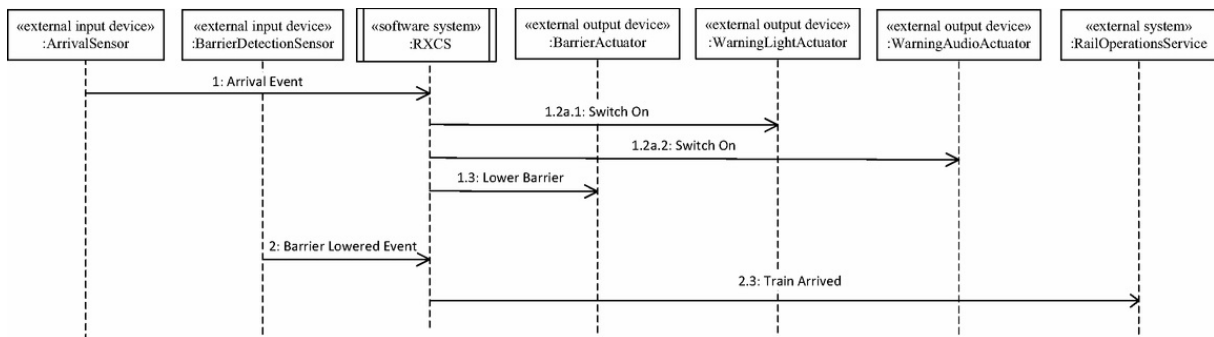 «external input device»
:ArrivalSensor
«external input device»
:BarrierDetectionSensor
«software system»
:RXCS
«external output device»
:BarrierActuator
«external output device»
:WarningLightActuator
«external output device»
:WarningAudioActuator
«external system»
:RailOperationsService
1: Arrival Event
1.2a.1: Switch On
1.2a.2: Switch On
1.3: Lower Barrier
2: Barrier Lowered Event
2.3: Train Arrived